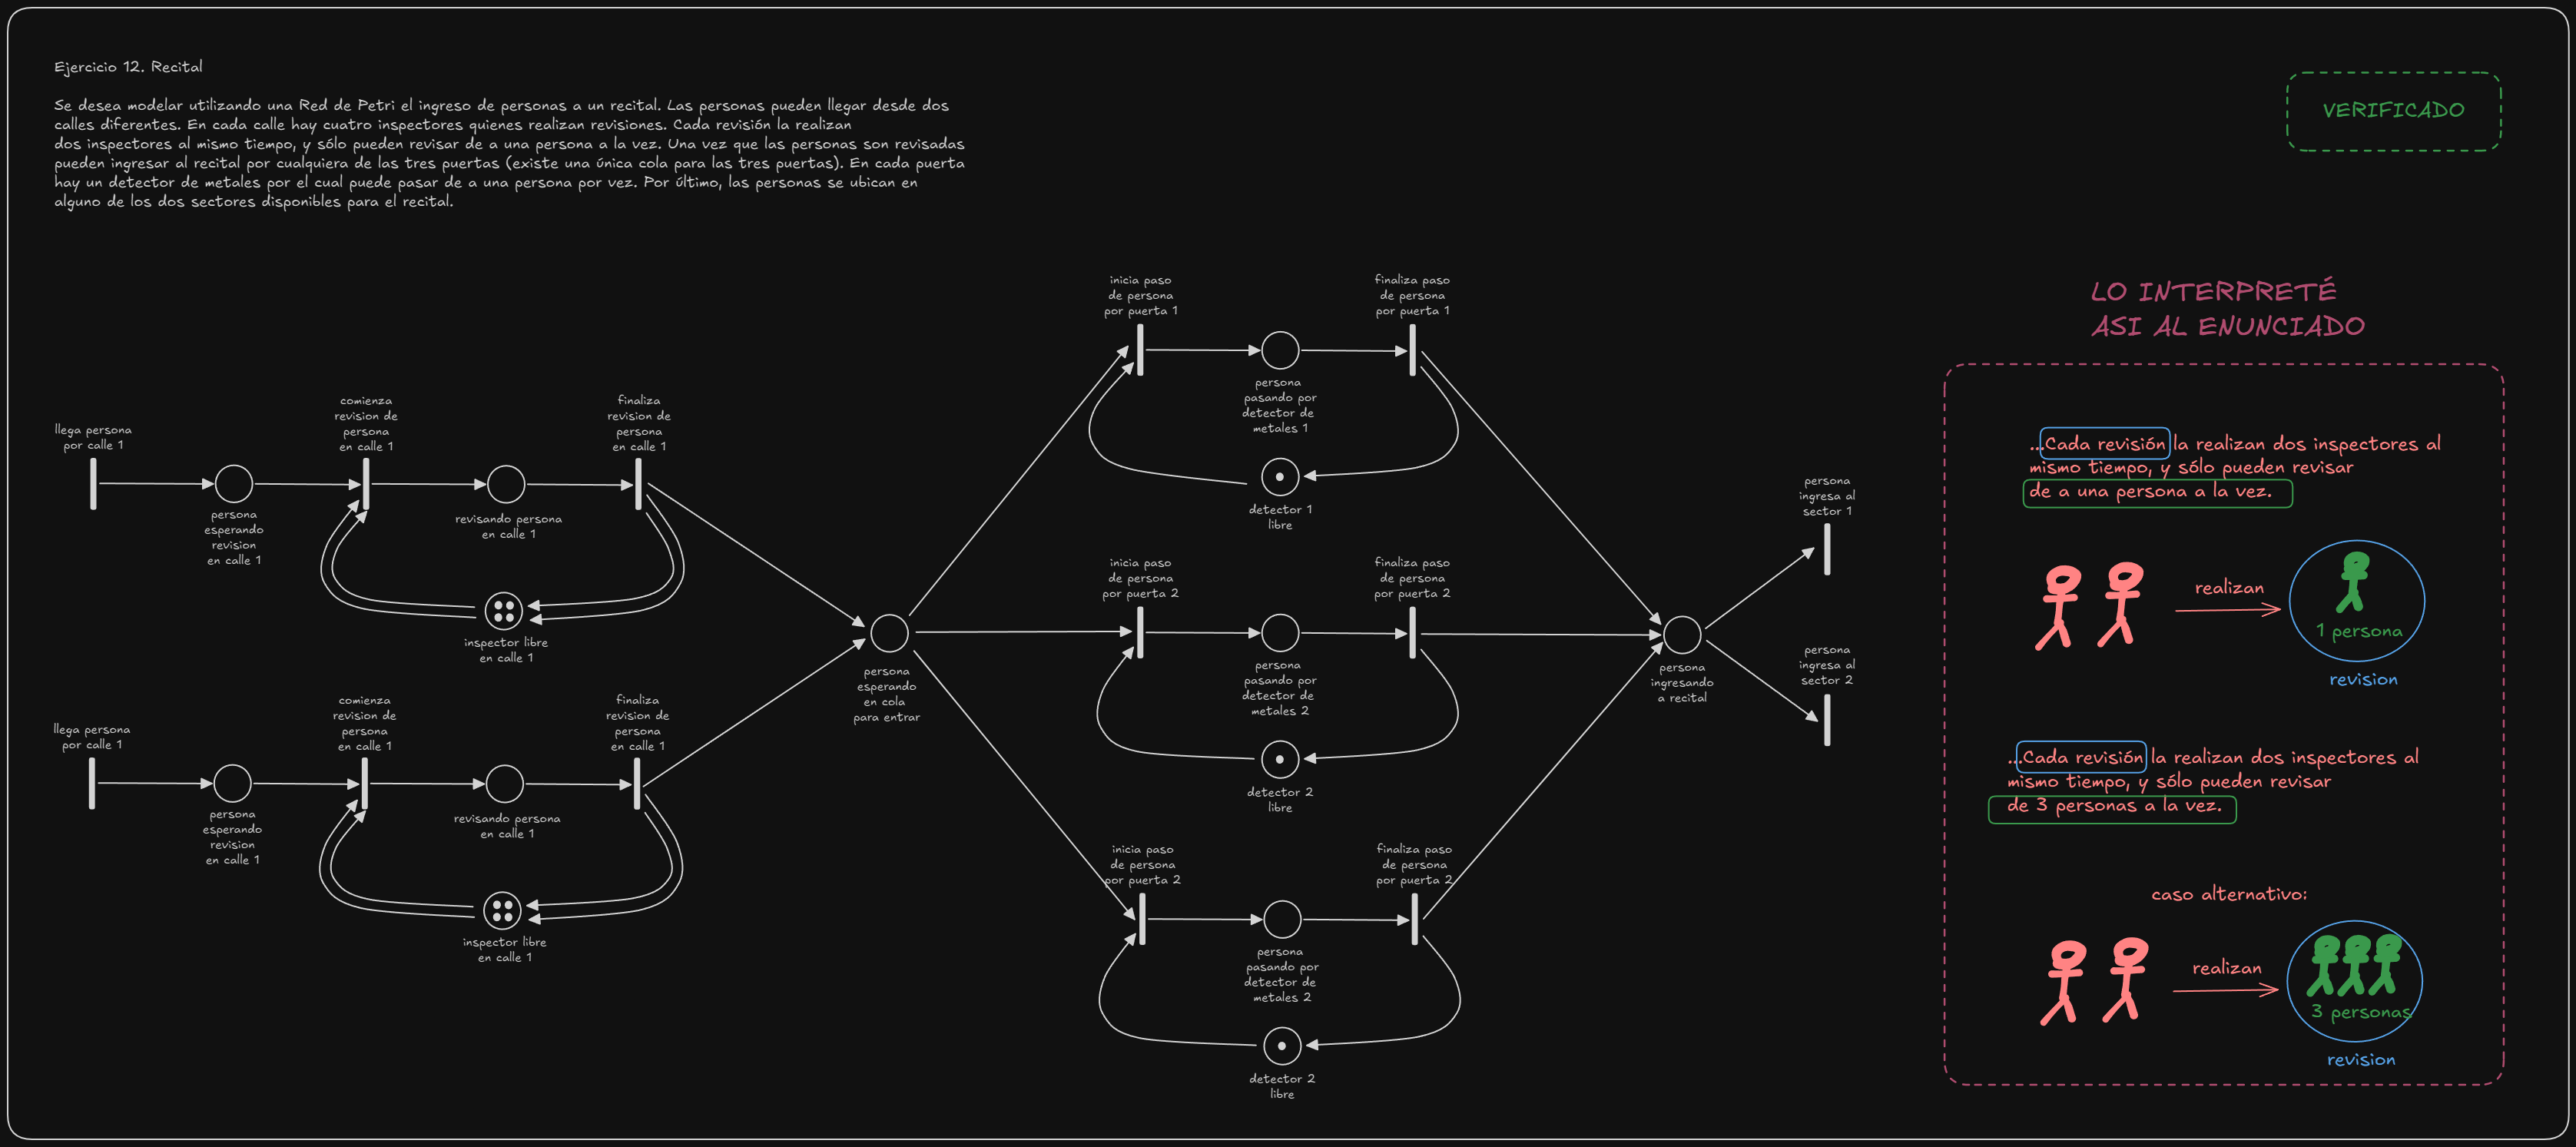 Ejercicio 12. Recital
Se desea modelar utilizando una Red de Petri el ingreso de personas a un recital. Las personas pueden llegar desde dos
calles diferentes. En cada calle hay cuatro inspectores quienes realizan revisiones. Cada revisión la realizan
dos inspectores al mismo tiempo, y sólo pueden revisar de a una persona a la vez. Una vez que las personas son revisadas
pueden ingresar al recital por cualquiera de las tres puertas (existe una única cola para las tres puertas). En cada puerta
hay un detector de metales por el cual puede pasar de a una persona por vez. Por último, las personas se ubican en
alguno de los dos sectores disponibles para el recital.
VERIFICADO
llega persona
por calle 1
persona
esperando
revision
en calle 1
comienza
revision de
persona
en calle 1
revisando persona
en calle 1
finaliza
revision de
persona
en calle 1
inspector libre
en calle 1
llega persona
por calle 1
persona
esperando
revision
en calle 1
comienza
revision de
persona
en calle 1
revisando persona
en calle 1
finaliza
revision de
persona
en calle 1
inspector libre
en calle 1
persona
esperando
en cola
para entrar
inicia paso
de persona
por puerta 1
persona
pasando por
detector de
metales 1
finaliza paso
de persona
por puerta 1
detector 1
libre
inicia paso
de persona
por puerta 2
persona
pasando por
detector de
metales 2
finaliza paso
de persona
por puerta 2
detector 2
libre
inicia paso
de persona
por puerta 2
persona
pasando por
detector de
metales 2
finaliza paso
de persona
por puerta 2
detector 2
libre
persona
ingresando
a recital
persona
ingresa al
sector 1
persona
ingresa al
sector 2
LO INTERPRETÉ
ASI AL ENUNCIADO
...Cada revisión la realizan dos inspectores al
mismo tiempo, y sólo pueden revisar
de a una persona a la vez.
realizan
1 persona
revision
...Cada revisión la realizan dos inspectores al
mismo tiempo, y sólo pueden revisar
de 3 personas a la vez.
caso alternativo:
realizan
3 personas
revision